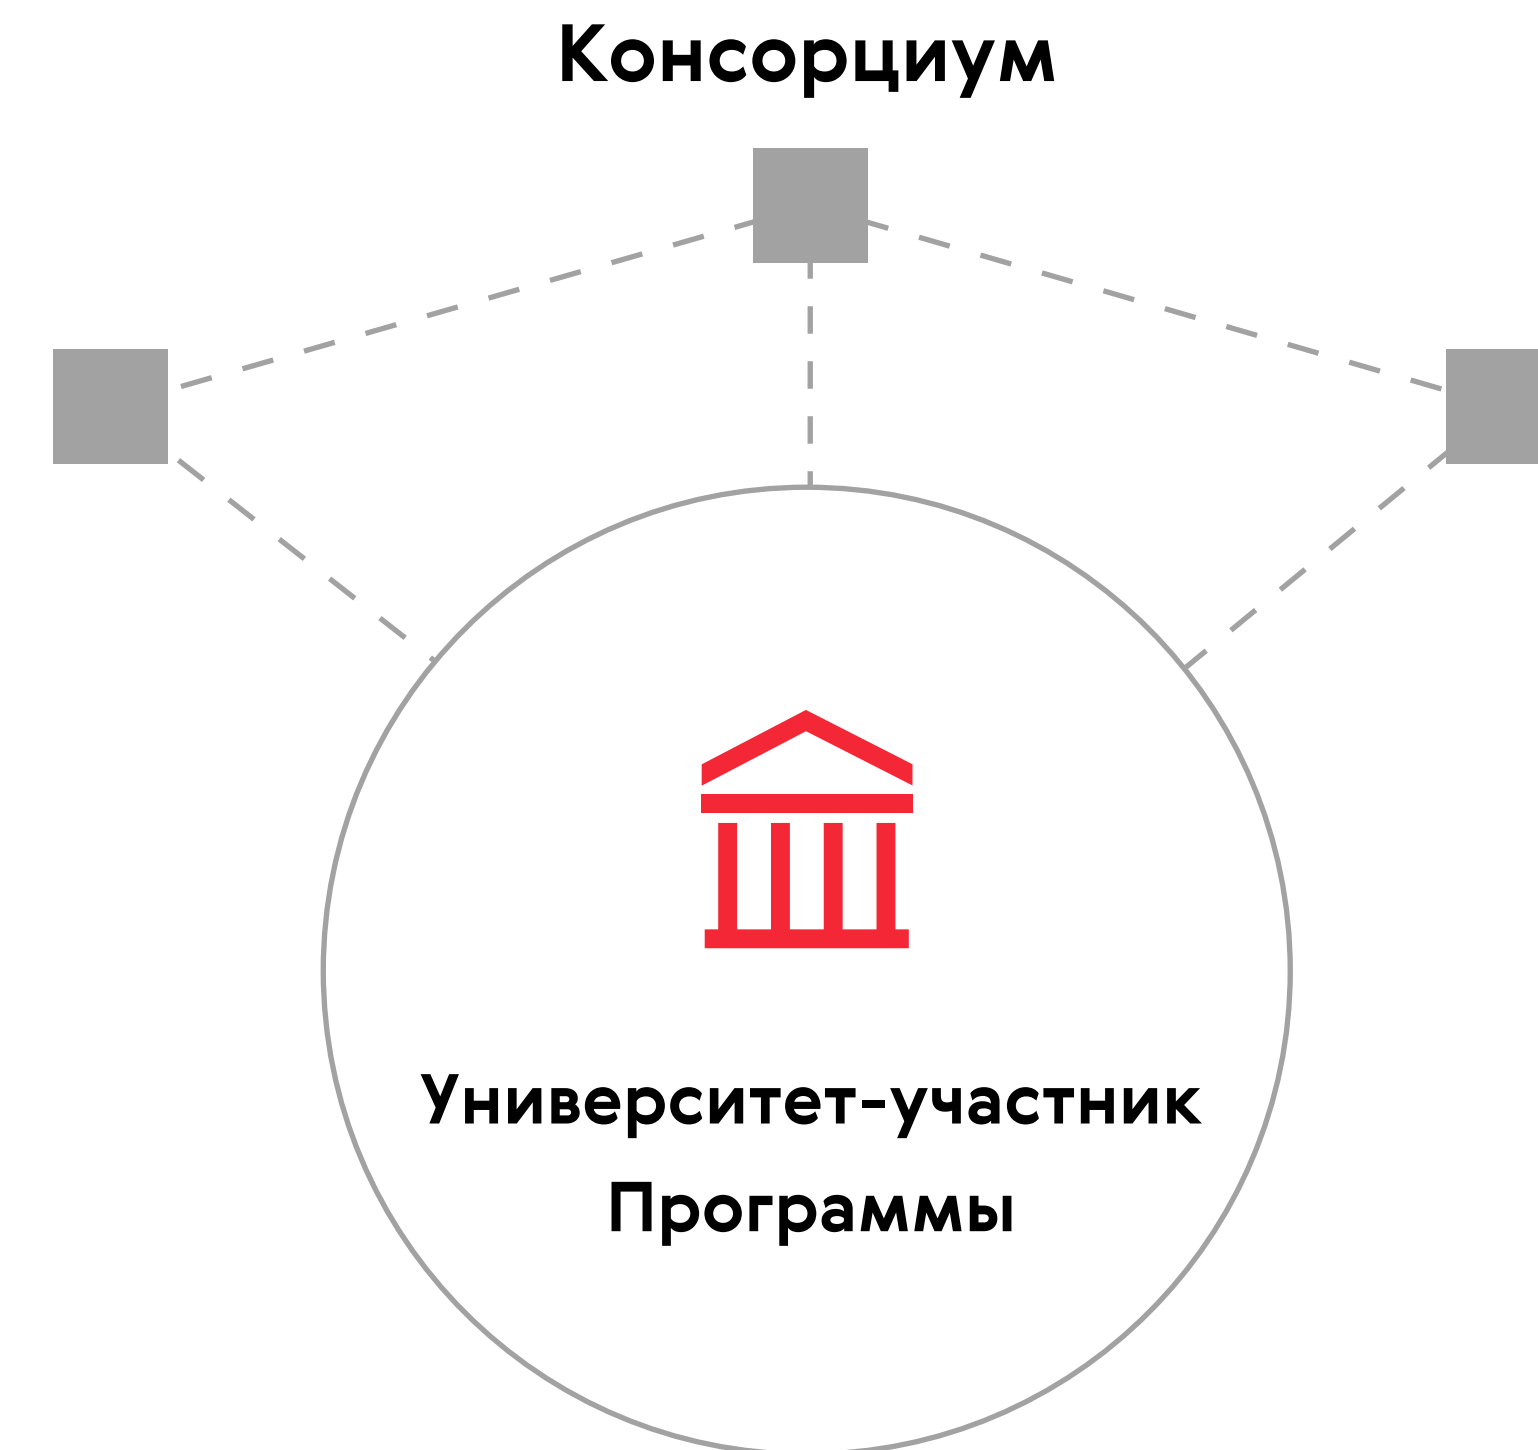 Консорциум
Университет-участник
Программы